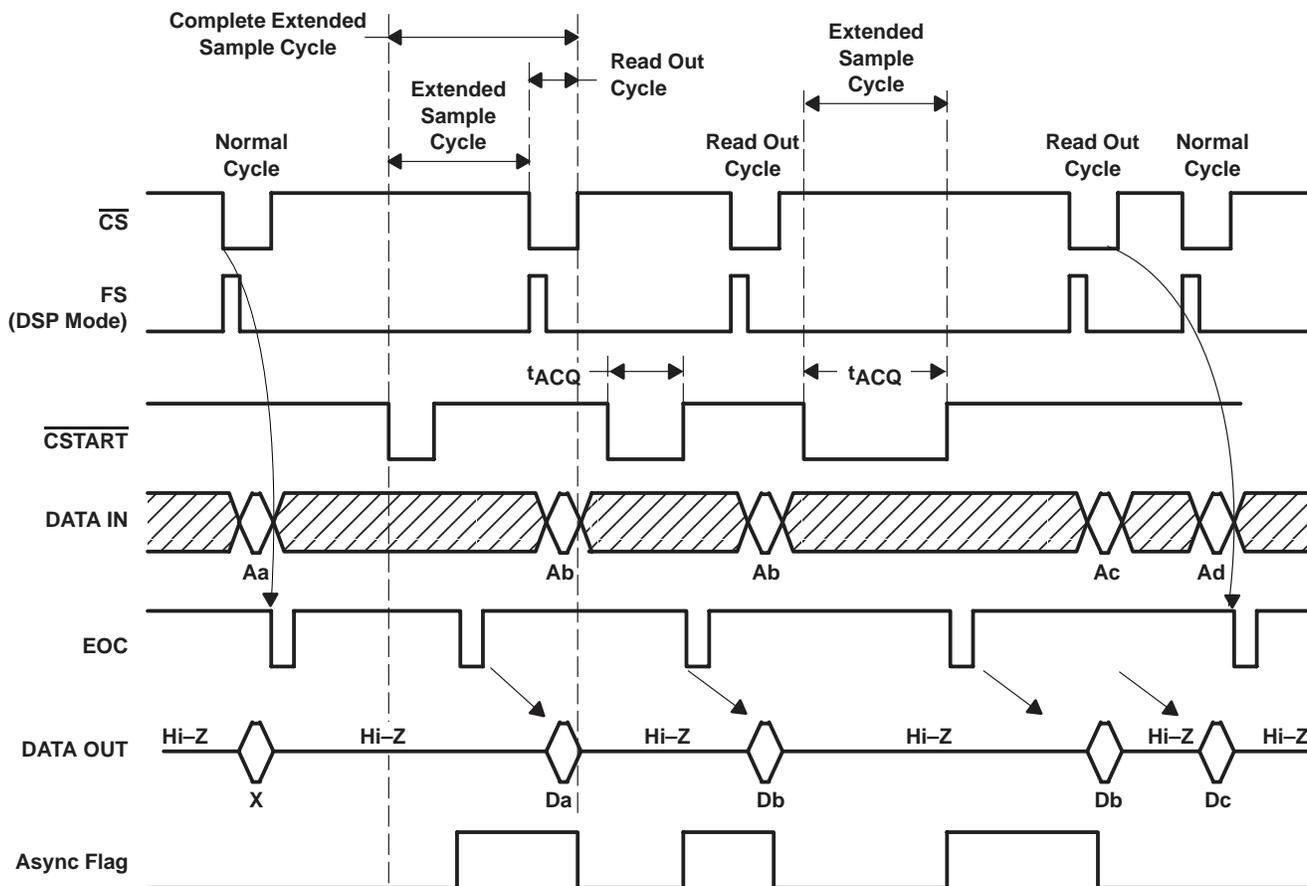 Complete Extended
Sample Cycle
Extended
Sample
Cycle
Read Out
Cycle
Extended
Sample
Cycle
Normal
Cycle
Read Out
Cycle
Read Out
Cycle
Normal
Cycle
CS
FS
(DSP Mode)
tACQ
tACQ
CSTART
DATA IN
Aa
Ab
Ab
Ac
Ad
EOC
DATA OUT
Hi–Z
Hi–Z
Hi–Z
Hi–Z
Hi–Z
Hi–Z
X
Da
Db
Db
Dc
Async Flag